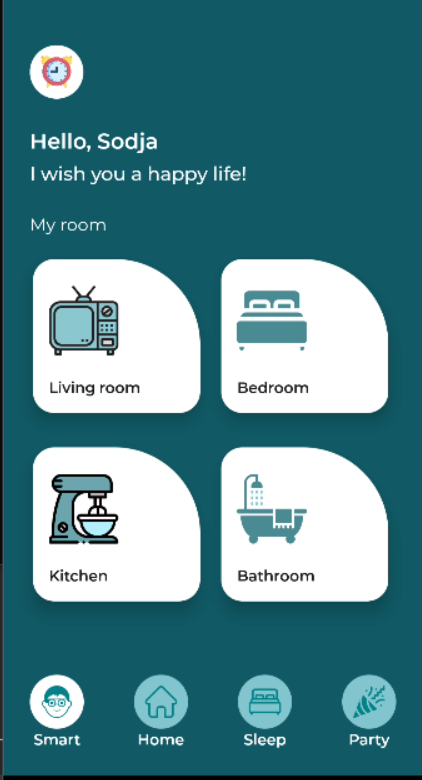 Hello, Sodja
I wish you a happy life!
My room
Living room
Bedroom
Kitchen
Bathroom
Smart
Home
Sleep
Party